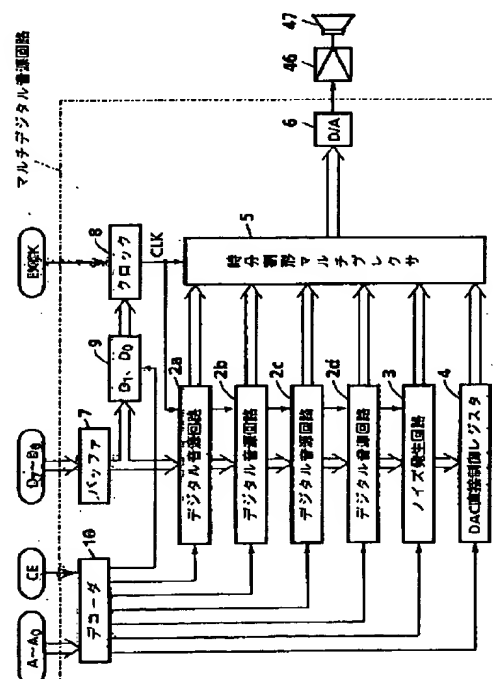 マルチデジタル音源回路
EXCK
D7~D0
CE
A~A0
8
クロック
CLK
9
D1、D0
7
バッファ
10
デコーダ
2a
デジタル音源回路
2b
デジタル音源回路
2c
デジタル音源回路
2d
デジタル音源回路
3
ノイズ発生回路
4
DAC直接制御レジスタ
5
時分割形マルチプレクサ
6
D/A
46
47